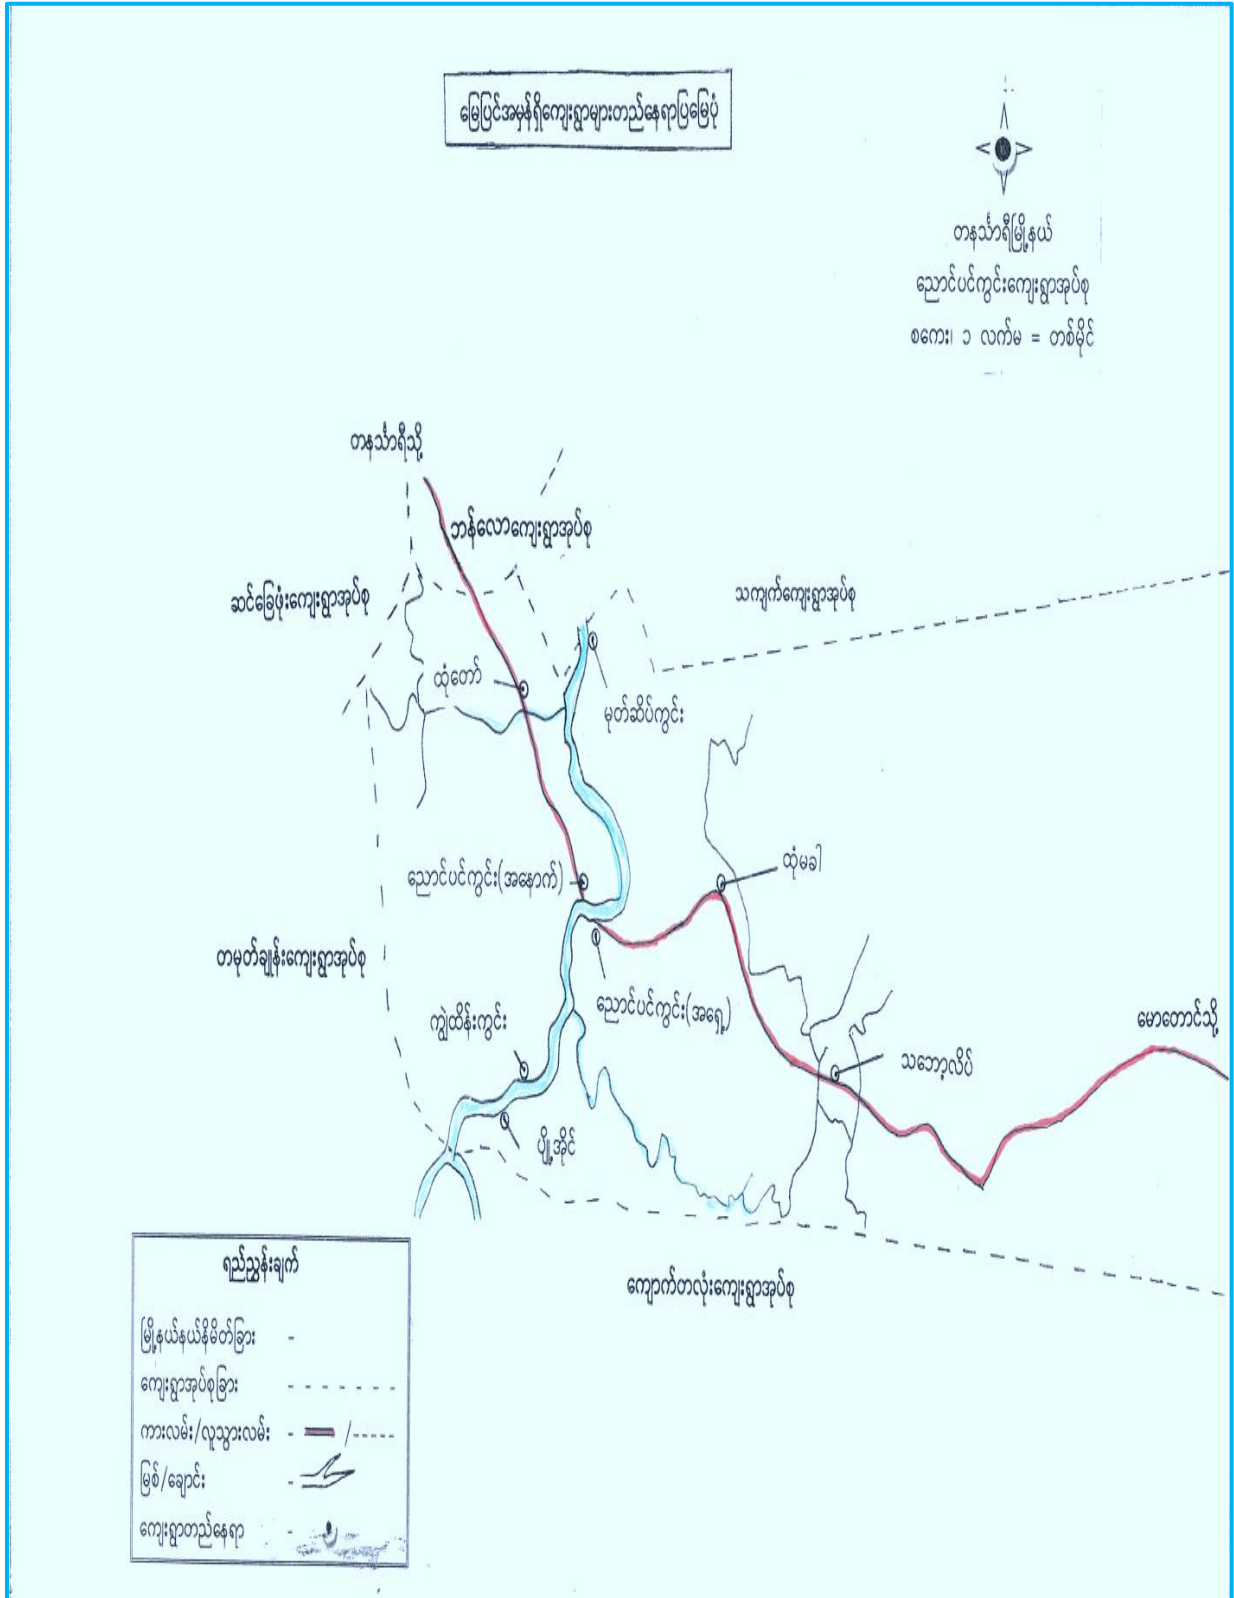 မြေပြင်အမှန်ရှိကျေးရွာများတည်နေရာပြမြေပုံ
တနင်္သာရီမြို့နယ်
ညောင်ပင်ကွင်းကျေးရွာအုပ်စု
စကေး၊ ၁ လက်မ = တစ်မိုင်
တနင်္သာရီသို့
ဘန်လောကျေးရွာအုပ်စု
ဆင်ခြေဖုံးကျေးရွာအုပ်စု
သကျက်ကျေးရွာအုပ်စု
ထုံတော်
မုတ်ဆိပ်ကွင်း
ထုံမခါ
ညောင်ပင်ကွင်း(အနောက်)
တမုတ်ချုန်းကျေးရွာအုပ်စု
ညောင်ပင်ကွင်း(အရှေ့)
ကျွဲထိန်းကွင်း
မောတောင်သို့
သဘော့လိပ်
ပျို့အိုင်
ကျောက်တလုံးကျေးရွာအုပ်စု
ရည်ညွှန်းချက်
မြို့နယ်နယ်နိမိတ်ခြား -
ကျေးရွာအုပ်စုခြား
ကားလမ်း/လူသွားလမ်း - /
မြစ်/ချောင်း -
ကျေးရွာတည်နေရာ -